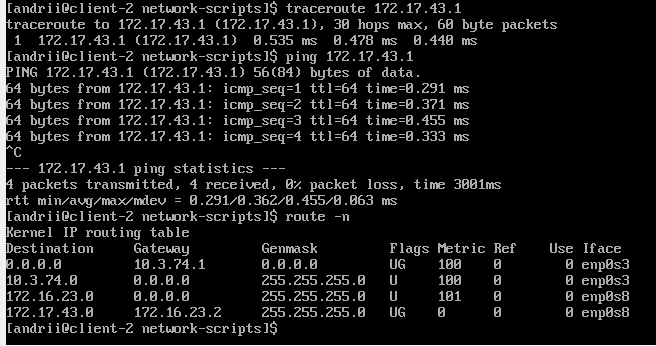 [andrii@client-2 network-scripts]$ traceroute 172.17.43.1
traceroute to 172.17.43.1 (172.17.43.1), 30 hops max, 60 byte packets
 1  172.17.43.1 (172.17.43.1)  0.535 ms  0.478 ms  0.440 ms
[andrii@client-2 network-scripts]$ ping 172.17.43.1
PING 172.17.43.1 (172.17.43.1) 56(84) bytes of data.
64 bytes from 172.17.43.1: icmp_seq=1 ttl=64 time=0.291 ms
64 bytes from 172.17.43.1: icmp_seq=2 ttl=64 time=0.371 ms
64 bytes from 172.17.43.1: icmp_seq=3 ttl=64 time=0.455 ms
64 bytes from 172.17.43.1: icmp_seq=4 ttl=64 time=0.333 ms
^C
--- 172.17.43.1 ping statistics ---
4 packets transmitted, 4 received, 0% packet loss, time 3001ms
rtt min/avg/max/mdev = 0.291/0.362/0.455/0.063 ms
[andrii@client-2 network-scripts]$ route -n
Kernel IP routing table
Destination     Gateway         Genmask         Flags Metric Ref    Use Iface
0.0.0.0         10.3.74.1       0.0.0.0         UG    100    0        0 enp0s3
10.3.74.0       0.0.0.0         255.255.255.0   U     100    0        0 enp0s3
172.16.23.0     0.0.0.0         255.255.255.0   U     101    0        0 enp0s8
172.17.43.0     172.16.23.2     255.255.255.0   UG    0      0        0 enp0s8
[andrii@client-2 network-scripts]$